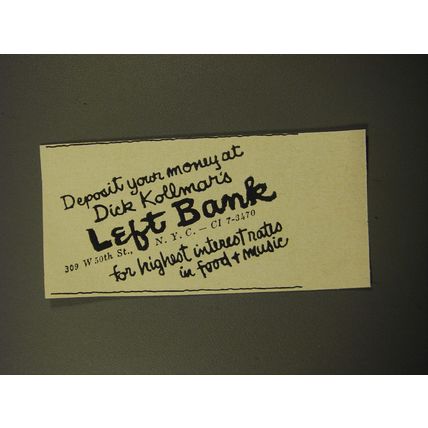 Deposit your money at
Dick Kollmar's
Left Bank
309 W 50th St., N. Y. C. — CI 7-3470
for highest interest rates
in food + music